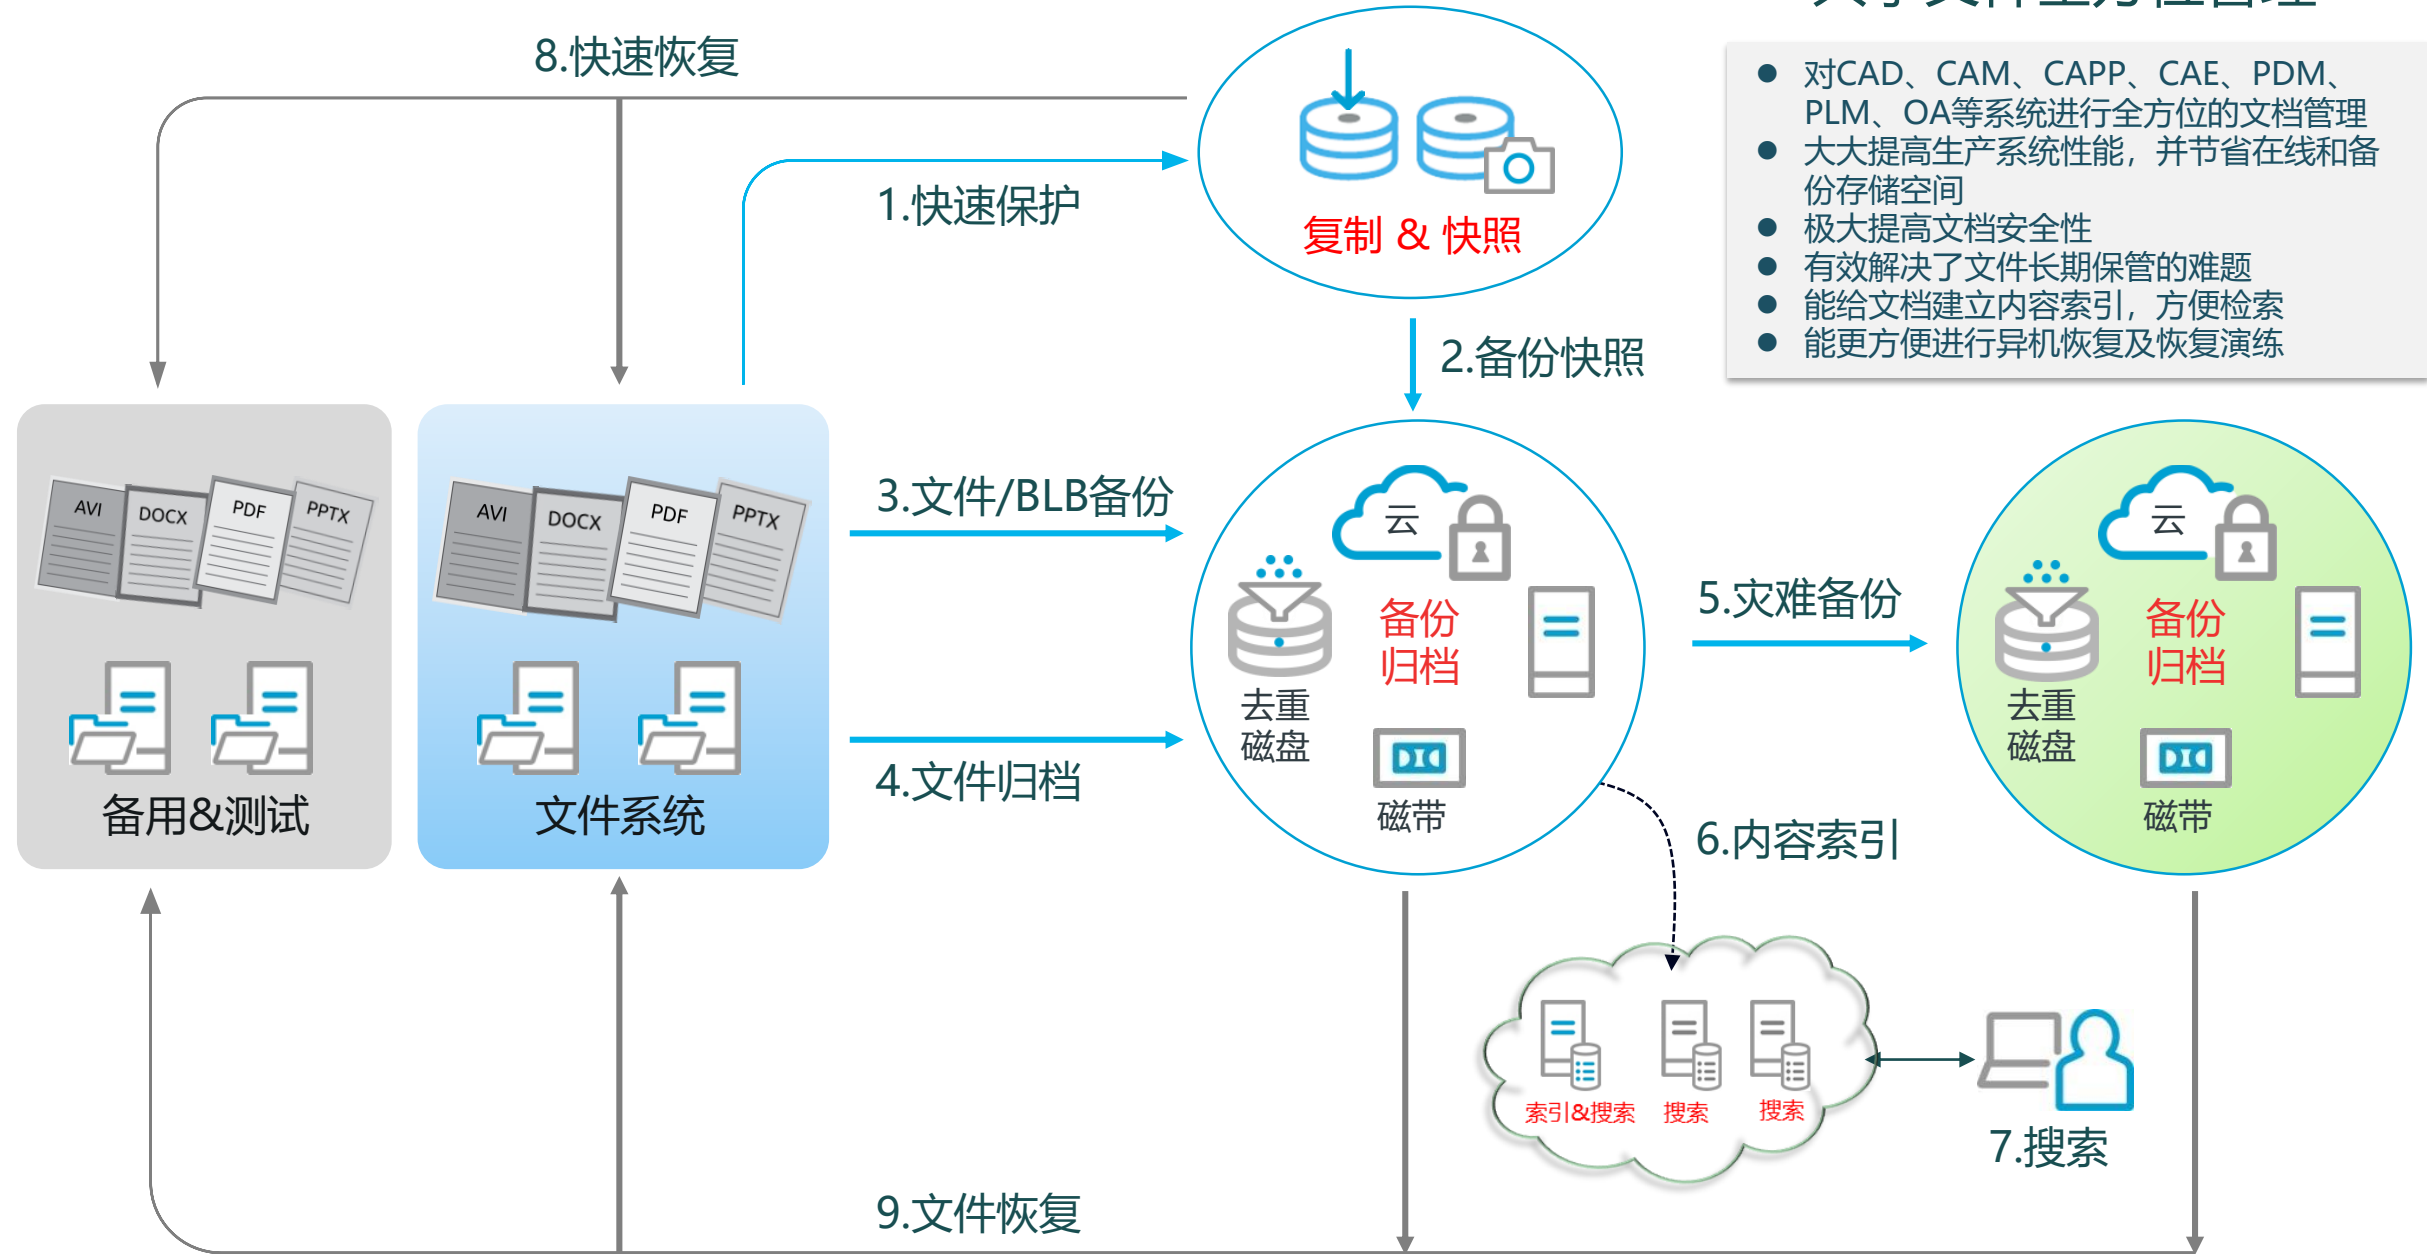 8.快速恢复
1.快速保护
复制 & 快照
2.备份快照
对CAD、CAM、CAPP、CAE、PDM、
PLM、OA等系统进行全方位的文档管理
大大提高生产系统性能，并节省在线和备
份存储空间
极大提高文档安全性
有效解决了文件长期保管的难题
能给文档建立内容索引，方便检索
能更方便进行异机恢复及恢复演练
AVI
DOCX
PDF
PPTX
备用&测试
AVI
DOCX
PDF
PPTX
文件系统
3.文件/BLB备份
4.文件归档
云
备份
归档
去重
磁盘
磁带
5.灾难备份
云
备份
归档
去重
磁盘
磁带
6.内容索引
索引&搜索
搜索
搜索
7.搜索
9.文件恢复